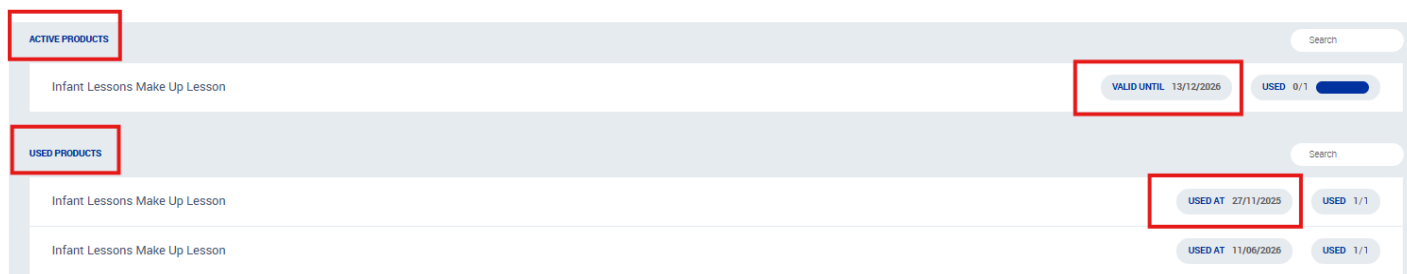 ACTIVE PRODUCTS Search
Infant Lessons Make Up Lesson VALID UNTIL 13/12/2026 USED 0/1
USED PRODUCTS Search
Infant Lessons Make Up Lesson USED AT 27/11/2025 USED 1/1
Infant Lessons Make Up Lesson USED AT 11/06/2026 USED 1/1